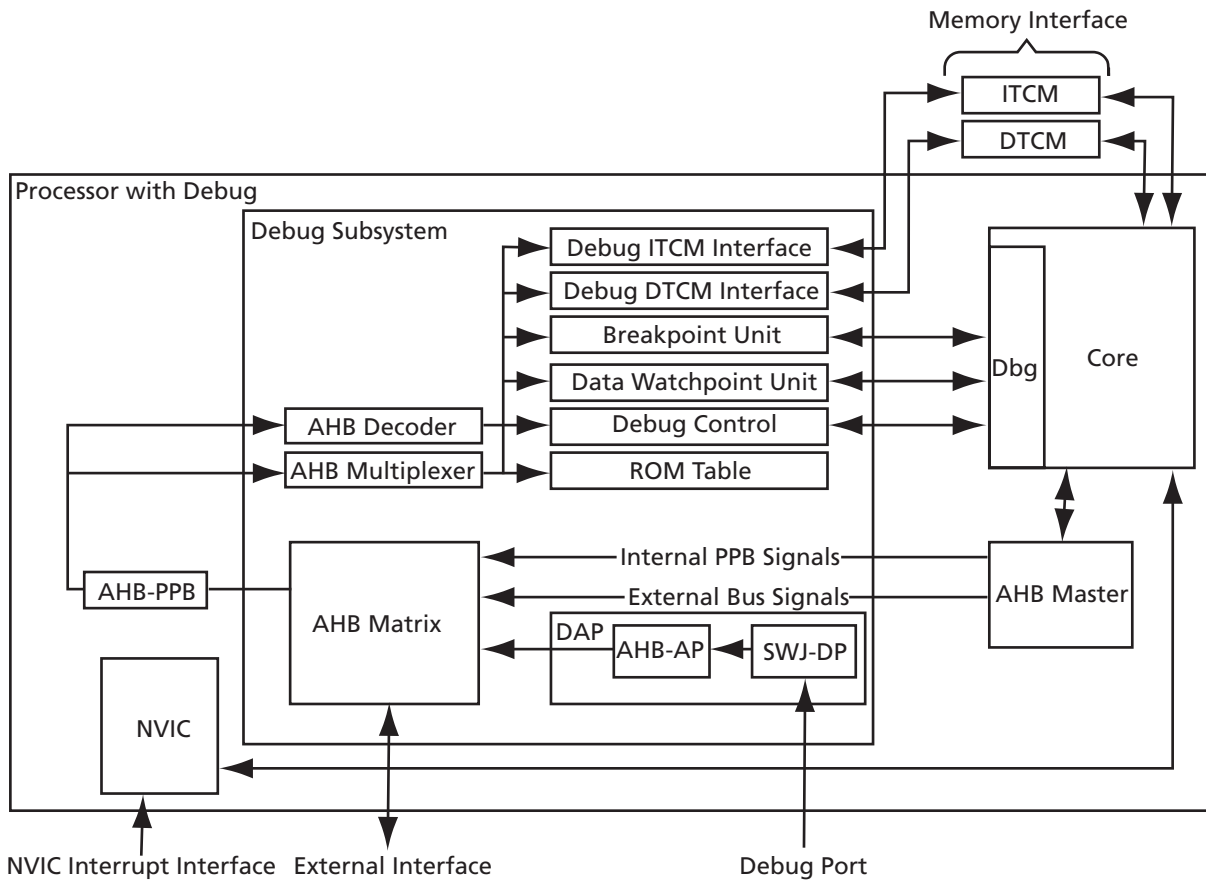 Memory Interface
ITCM
DTCM
Processor with Debug
Debug Subsystem
Debug ITCM Interface
Debug DTCM Interface
Breakpoint Unit
Data Watchpoint Unit
Debug Control
ROM Table
AHB Decoder
AHB Multiplexer
Dbg
Core
Internal PPB Signals
External Bus Signals
AHB-PPB
AHB Matrix
AHB Master
DAP
AHB-AP
SWJ-DP
NVIC
NVIC Interrupt Interface
External Interface
Debug Port